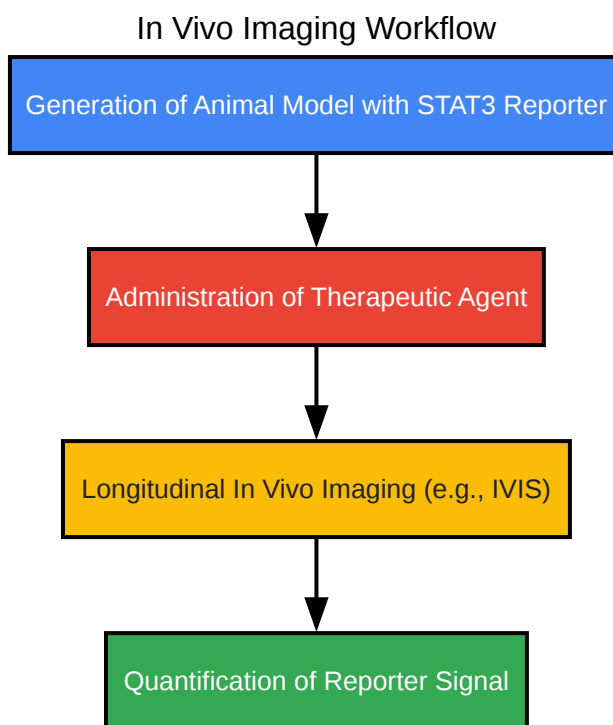 In Vivo Imaging Workflow
Generation of Animal Model with STAT3 Reporter
Administration of Therapeutic Agent
Longitudinal In Vivo Imaging (e.g., IVIS)
Quantification of Reporter Signal